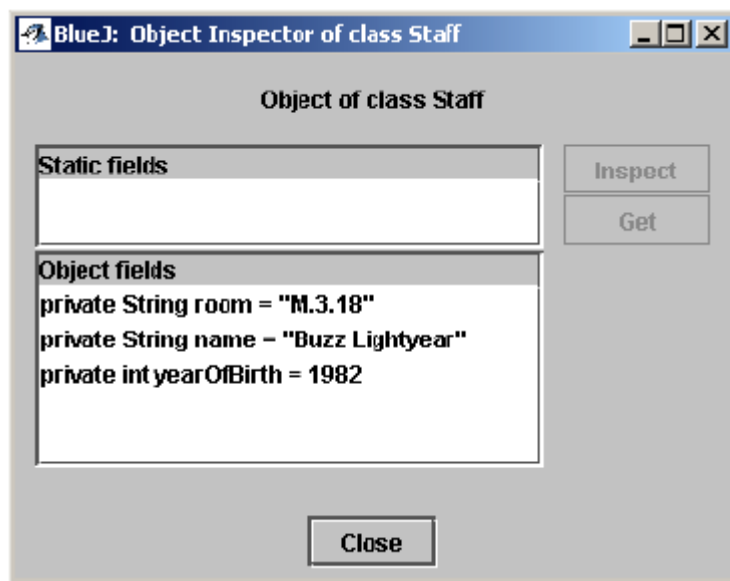 BlueJ: Object Inspector of class Staff
Object of class Staff
Static fields
Inspect
Get
Object fields
private String room = "M.3.18"
private String name = "Buzz Lightyear"
private int yearOfBirth = 1982
Close